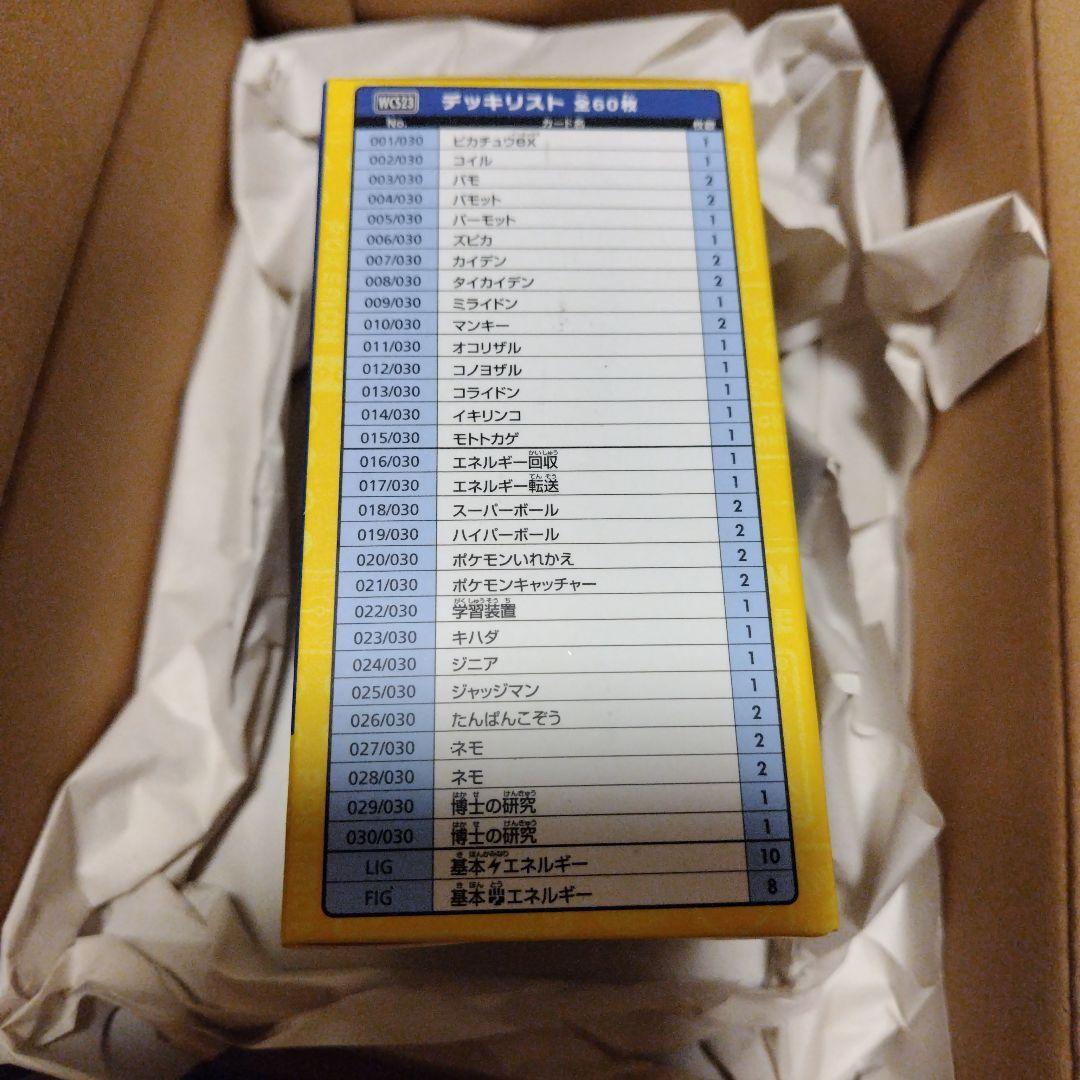 WCS23 デッキリスト 全60枚
No. カード名 枚数
001/030 ピカチュウex 1
002/030 コイル 1
003/030 パモ 2
004/030 パモット 2
005/030 パーモット 1
006/030 ズピカ 1
007/030 カイデン 2
008/030 タイカイデン 2
009/030 ミライドン 1
010/030 マンキー 2
011/030 オコリザル 1
012/030 コノヨザル 1
013/030 コライドン 1
014/030 イキリンコ 1
015/030 モトトカゲ 1
016/030 エネルギー回収 1
017/030 エネルギー転送 1
018/030 スーパーボール 2
019/030 ハイパーボール 2
020/030 ポケモンいれかえ 2
021/030 ポケモンキャッチャー 2
022/030 学習装置 1
023/030 キハダ 1
024/030 ジニア 1
025/030 ジャッジマン 1
026/030 たんぱんこぞう 2
027/030 ネモ 2
028/030 ネモ 2
029/030 博士の研究 1
030/030 博士の研究 1
LIG 基本エネルギー 10
FIG 基本エネルギー 8